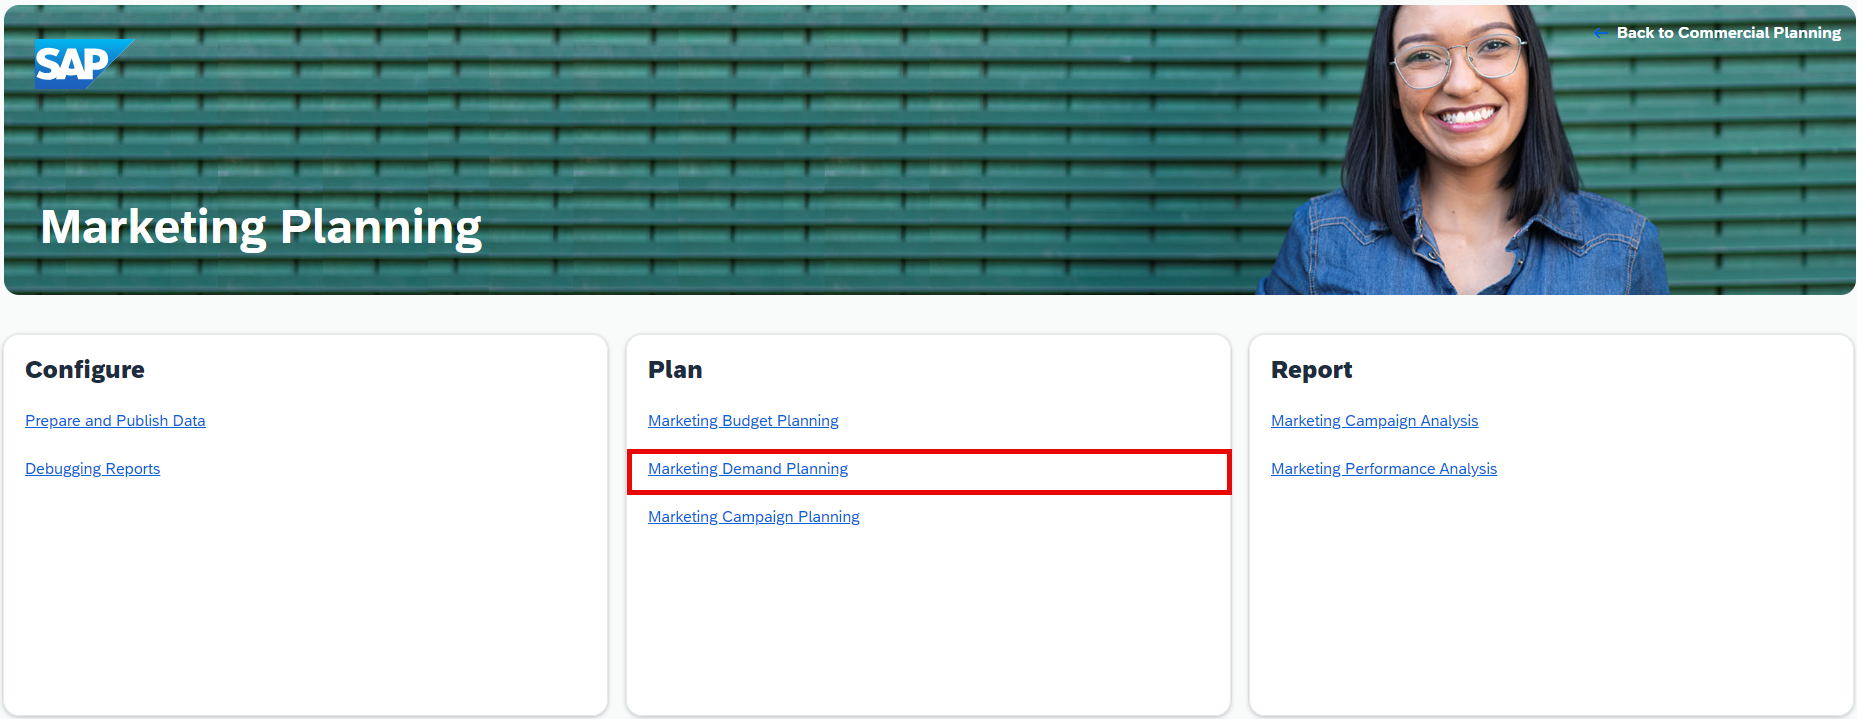 SAP
Back to Commercial Planning
Marketing Planning
Configure
Prepare and Publish Data
Debugging Reports
Plan
Marketing Budget Planning
Marketing Demand Planning
Marketing Campaign Planning
Report
Marketing Campaign Analysis
Marketing Performance Analysis